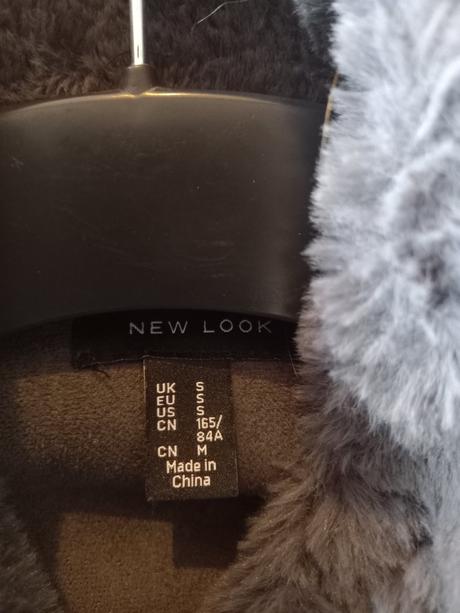 NEW LOOK
UK S
EU S
US S
CN 165/
84A
CN M
Made in
China